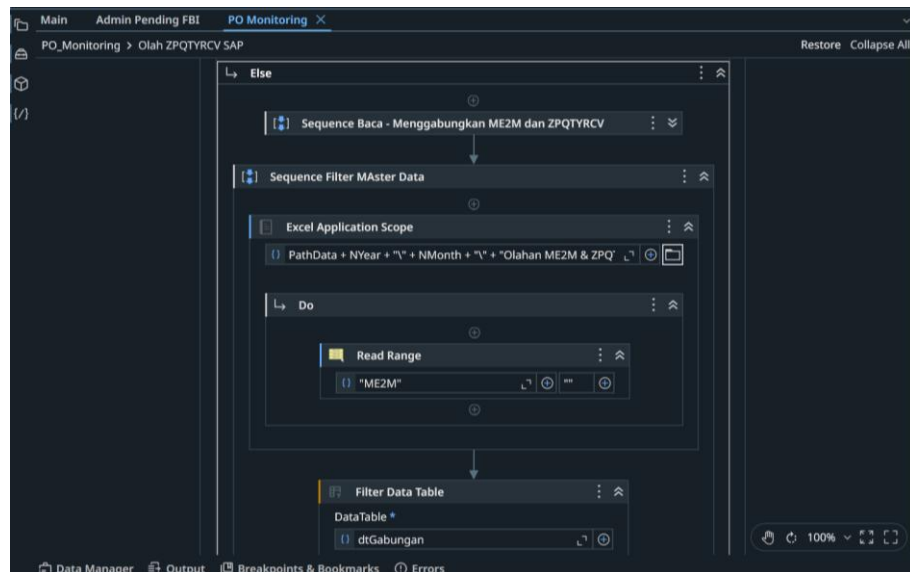 Main Admin Pending FBI PO Monitoring
PO_Monitoring > Olah ZPQTYRCV SAP Restore Collapse All
Else
Sequence Baca - Menggabungkan ME2M dan ZPQTYRCV
Sequence Filter MAster Data
Excel Application Scope
PathData + NYear + "\" + NMonth + "\" + "Olahan ME2M & ZPQT
Do
Read Range
"ME2M" ""
Filter Data Table
DataTable *
dtGabungan
100%
Data Manager Output Breakpoints & Bookmarks Errors